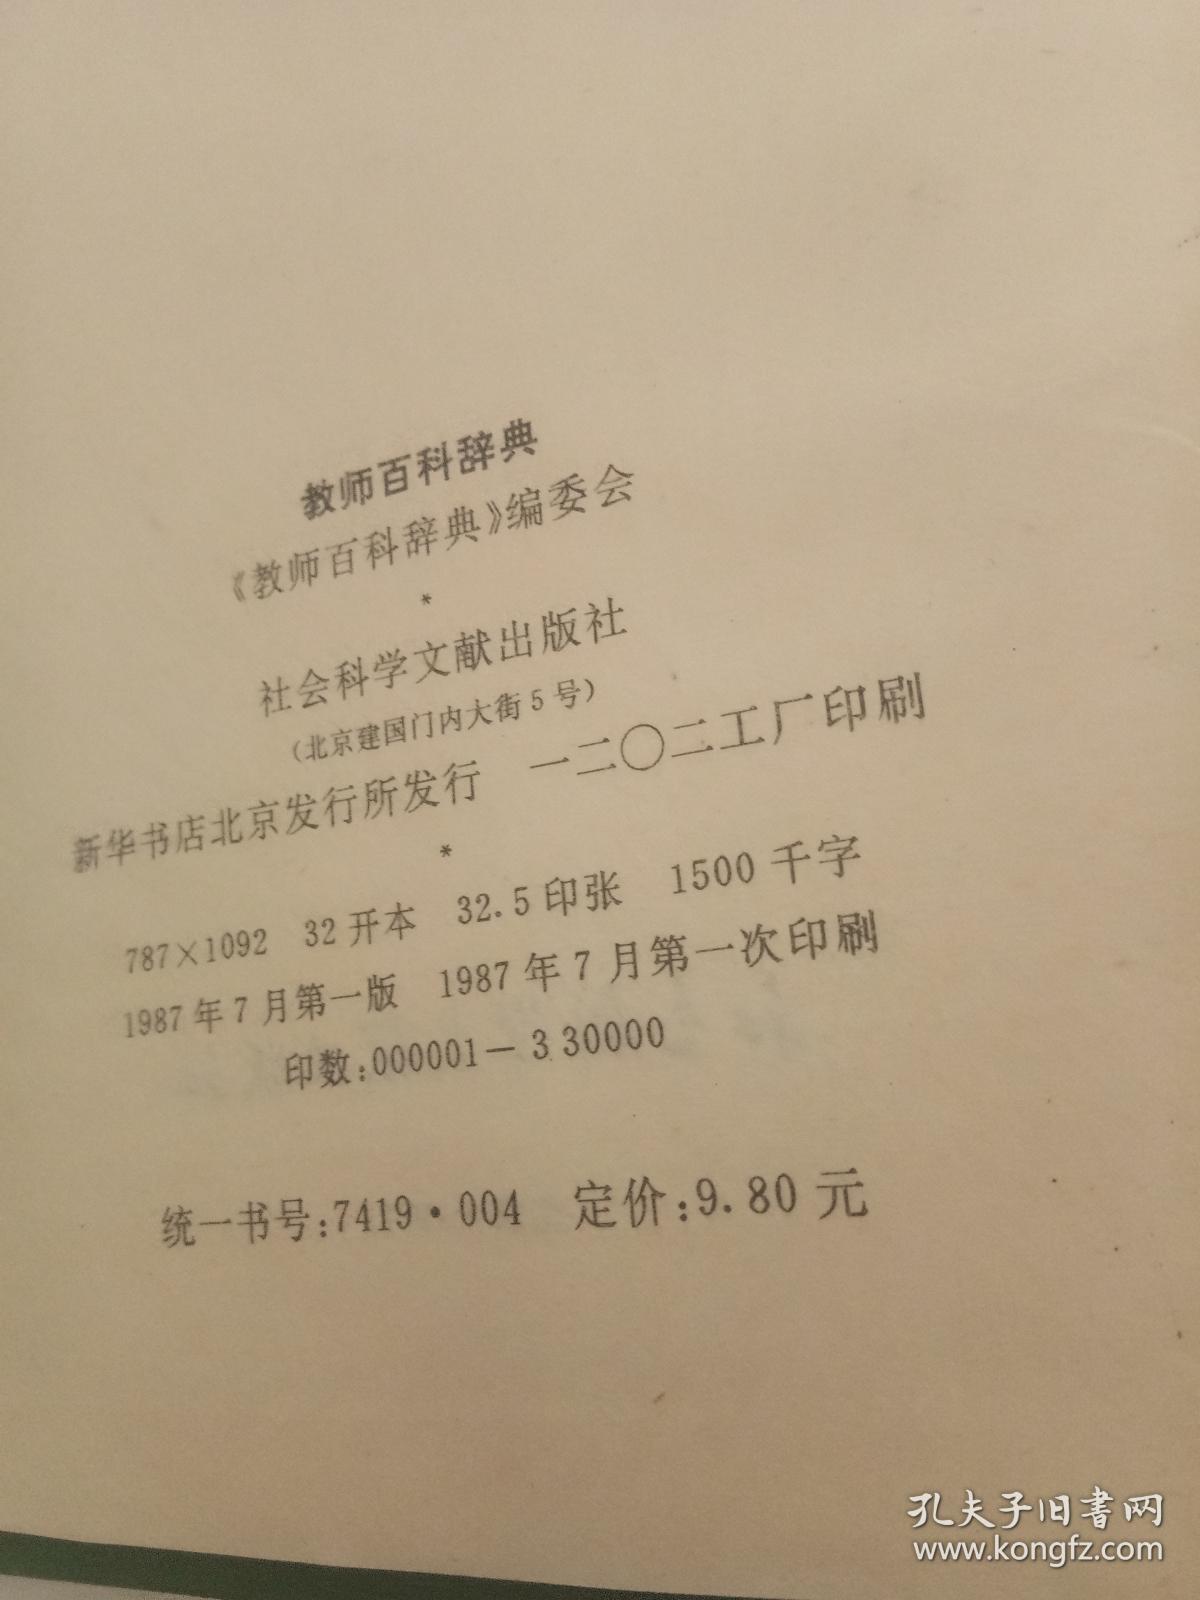 教师百科辞典
《教师百科辞典》编委会
*
社会科学文献出版社
（北京建国门内大街5号）
新华书店北京发行所发行 一二〇二工厂印刷
*
787×1092 32开本 32.5印张 1500千字
1987年7月第一版 1987年7月第一次印刷
印数:000001－330000
统一书号:7419·004 定价:9.80元
孔夫子旧书网
www.kongfz.com